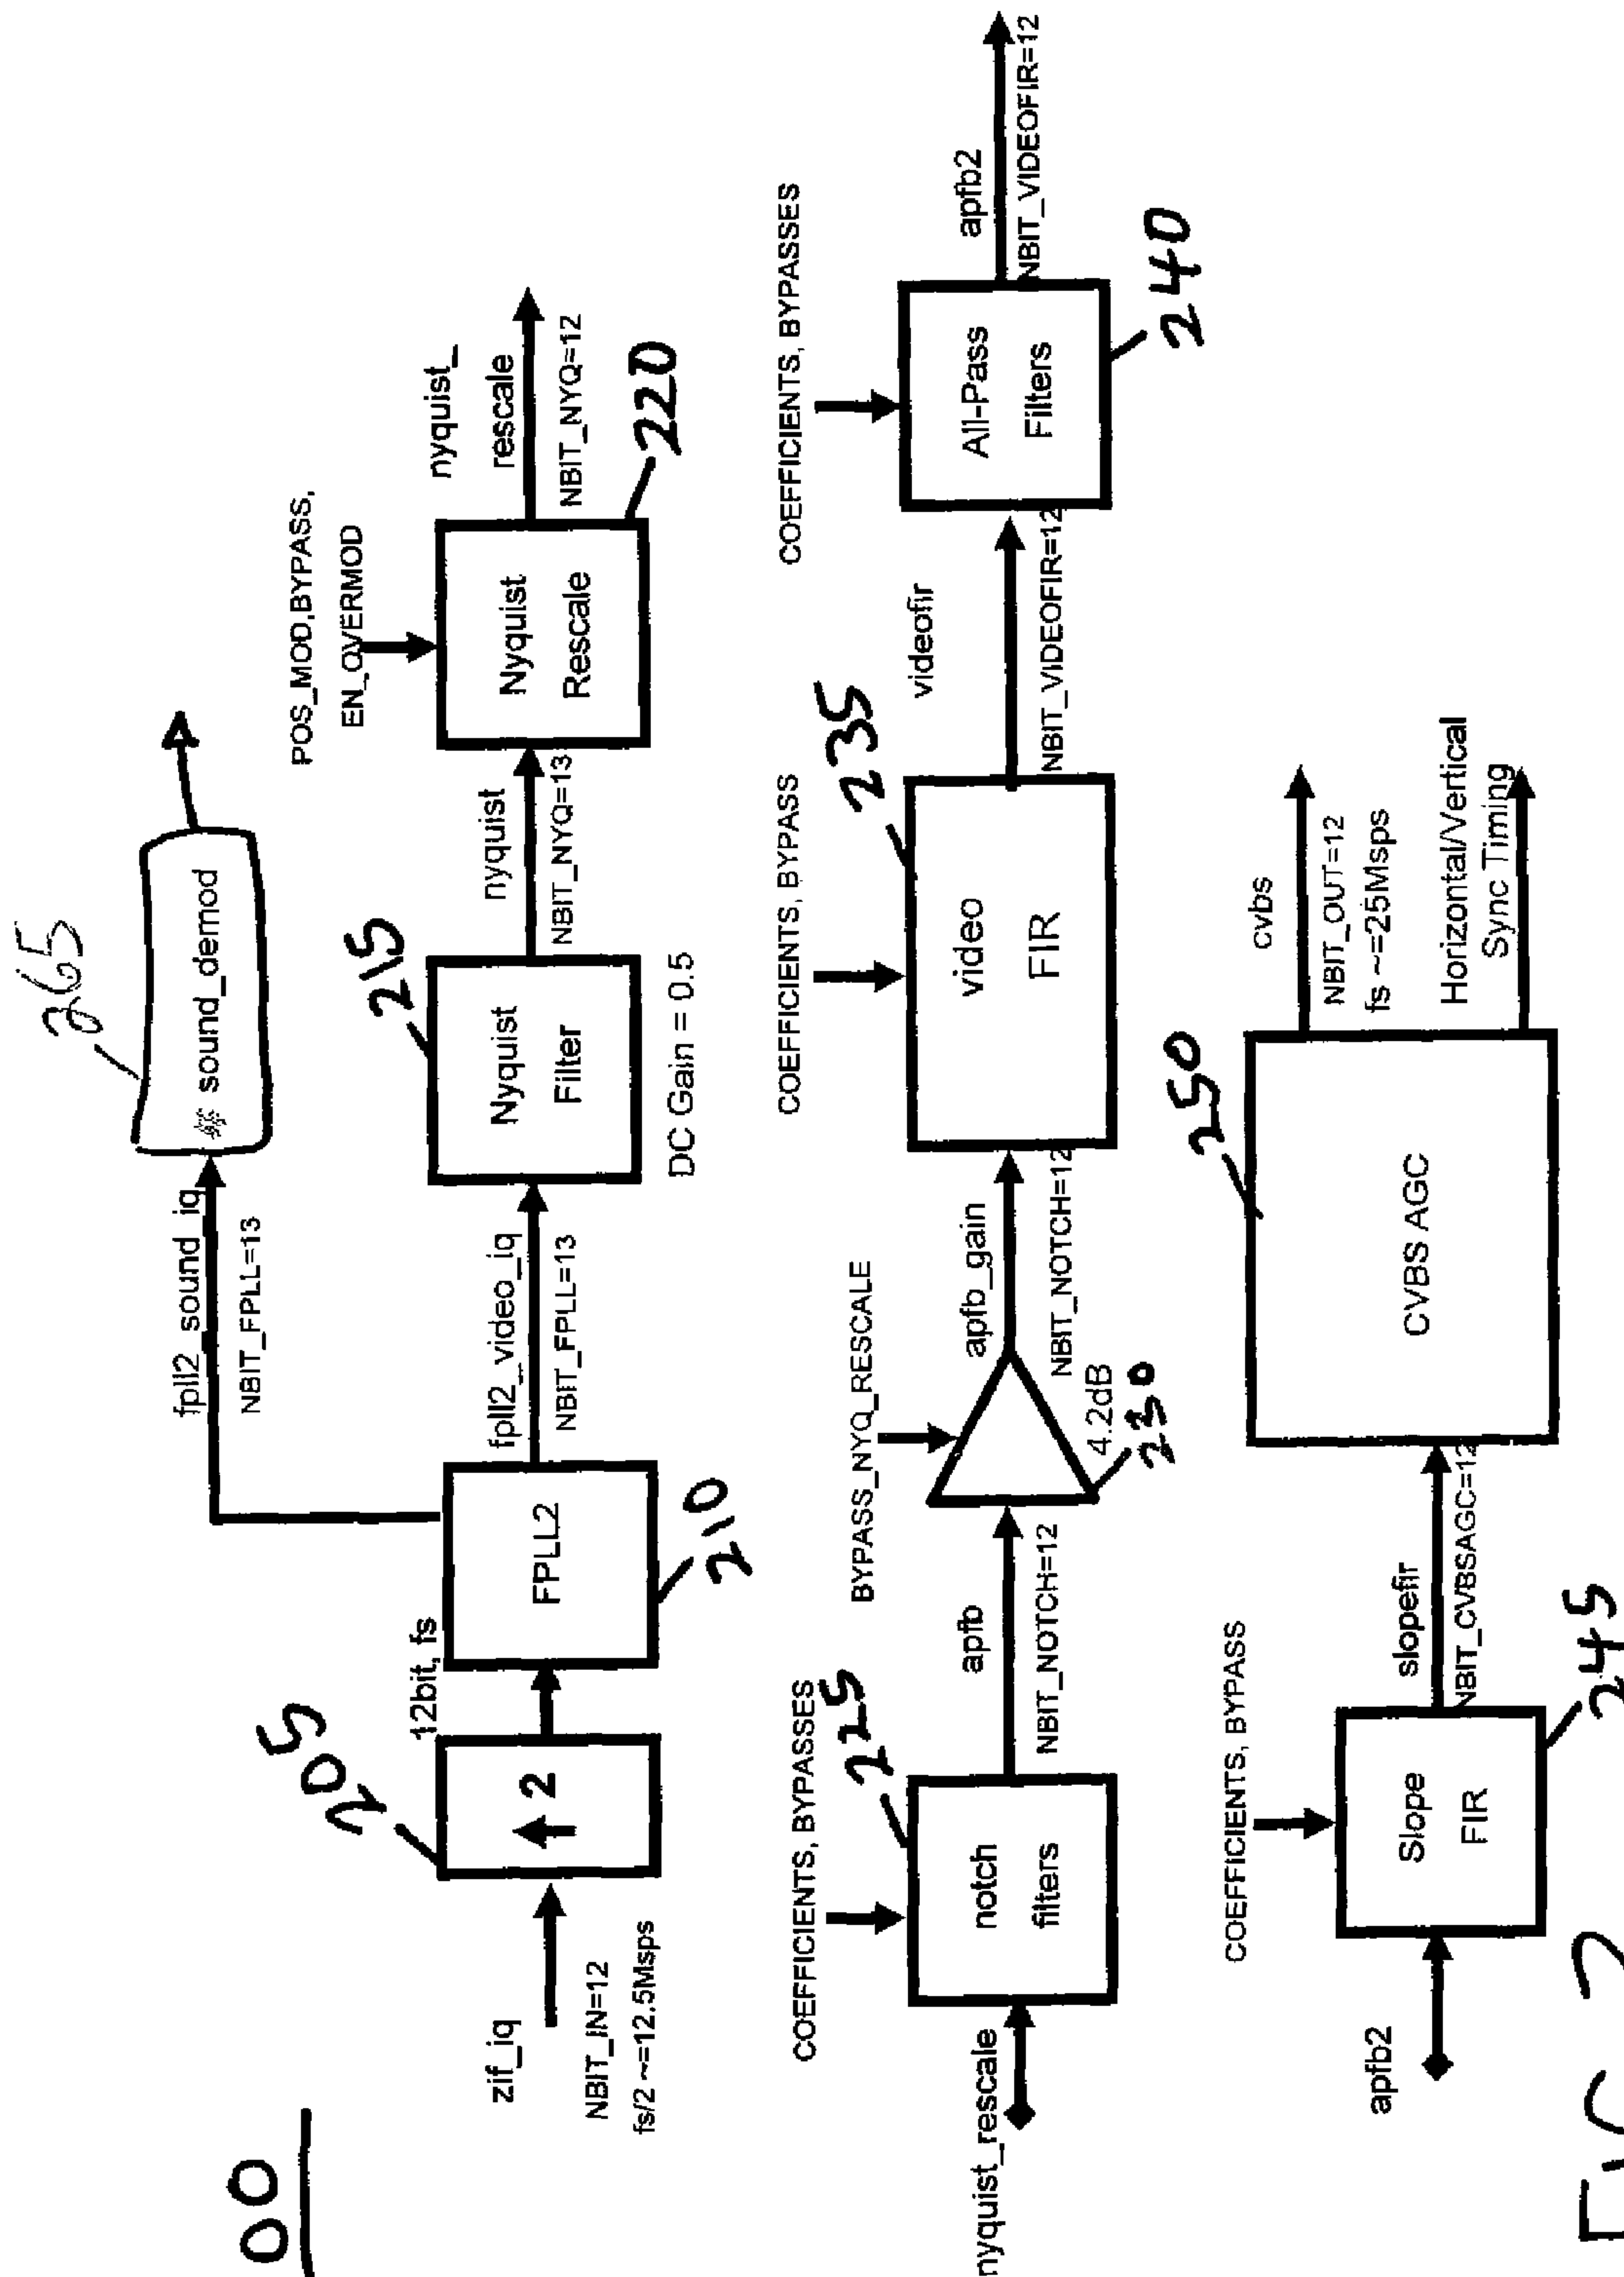 00
265
# sound_demod
fpll2_sound_iq
NBIT_FPLL=13
205
zif_iq
NBIT_IN=12
fs/2 ~=12.5Msps
2
12bit, fs
FPLL2
210
fpll2_video_iq
NBIT_FPLL=13
215
Nyquist
Filter
DC Gain = 0.5
nyquist
NBIT_NYQ=13
POS_MOD,BYPASS,
EN_OVERMOD
Nyquist
Rescale
220
nyquist_
rescale
NBIT_NYQ=12
nyquist_rescale
COEFFICIENTS, BYPASSES
225
notch
filters
apfb
NBIT_NOTCH=12
BYPASS_NYQ_RESCALE
4.2dB
230
apfb_gain
NBIT_NOTCH=12
COEFFICIENTS, BYPASS
235
video
FIR
videofir
NBIT_VIDEOFIR=12
COEFFICIENTS, BYPASSES
All-Pass
Filters
240
apfb2
NBIT_VIDEOFIR=12
apfb2
COEFFICIENTS, BYPASS
Slope
FIR
245
slopefir
NBIT_CVBSAGC=12
250
CVBS AGC
cvbs
NBIT_OUT=12
fs ~=25Msps
Horizontal/Vertical
Sync Timing